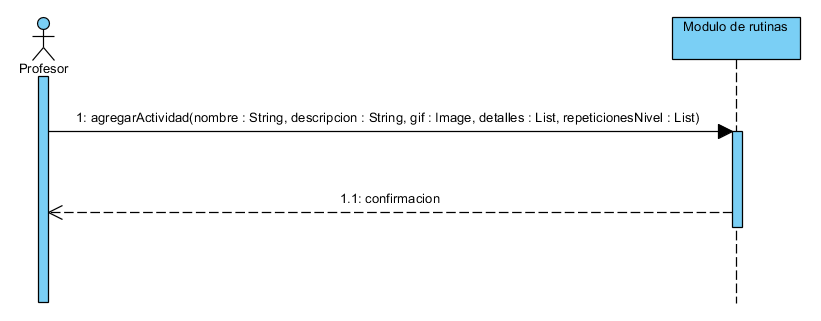 Profesor
Modulo de rutinas
1: agregarActividad(nombre : String, descripcion : String, gif : Image, detalles : List, repeticionesNivel : List)
1.1: confirmacion